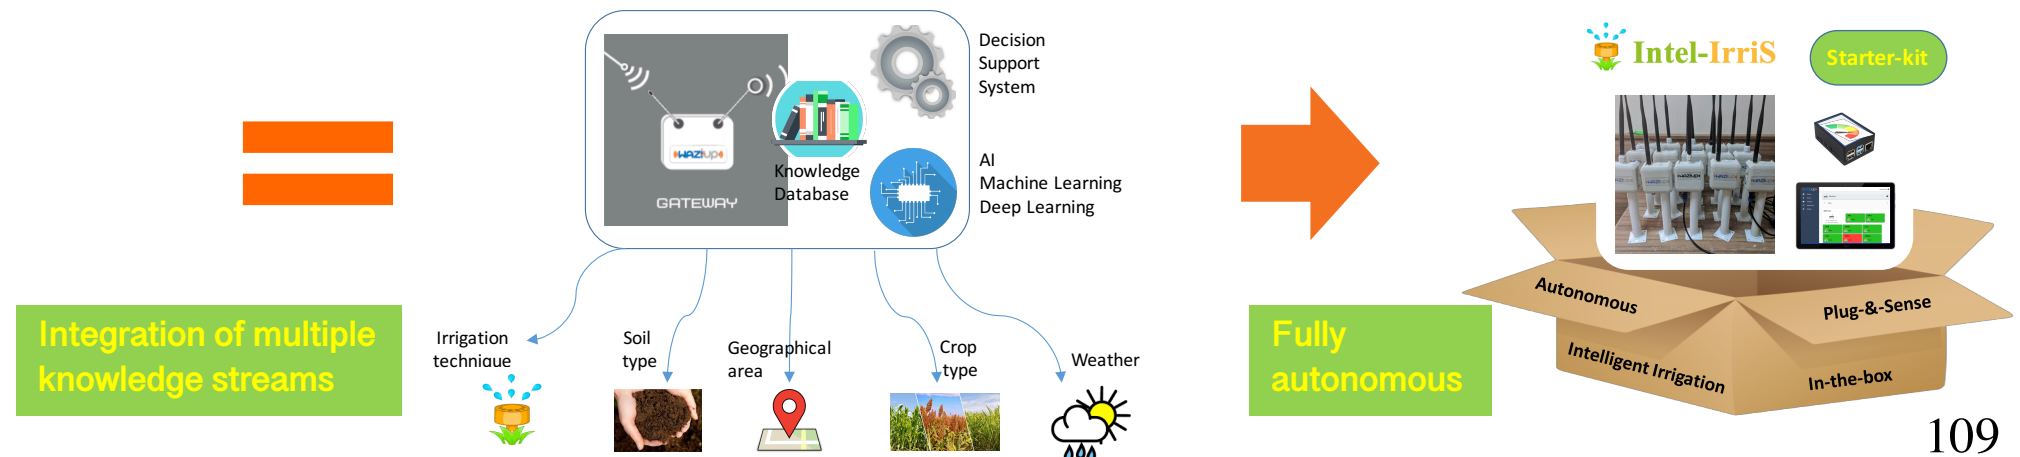 Integration of multiple
knowledge streams
WAZIUP
GATEWAY
Knowledge
Database
Decision
Support
System
AI
Machine Learning
Deep Learning
Irrigation
technique
Soil
type
Geographical
area
Crop
type
Weather
Fully
autonomous
Intel-IrriS
Starter-kit
Autonomous
Plug-&-Sense
Intelligent Irrigation
In-the-box
109